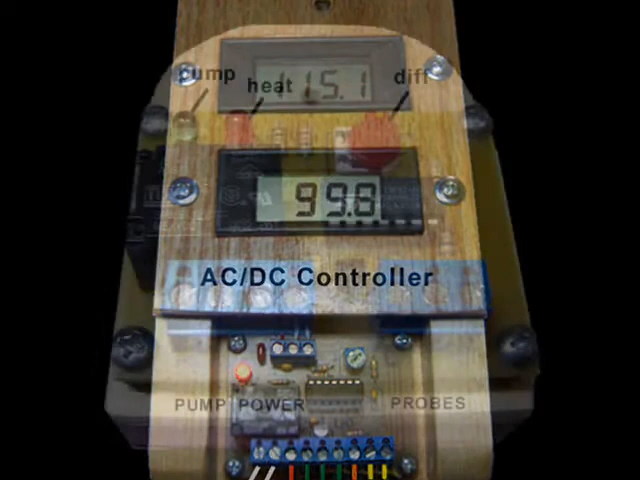 pump heat diff
115.1
99.8
AC/DC Controller
PUMP POWER PROBES